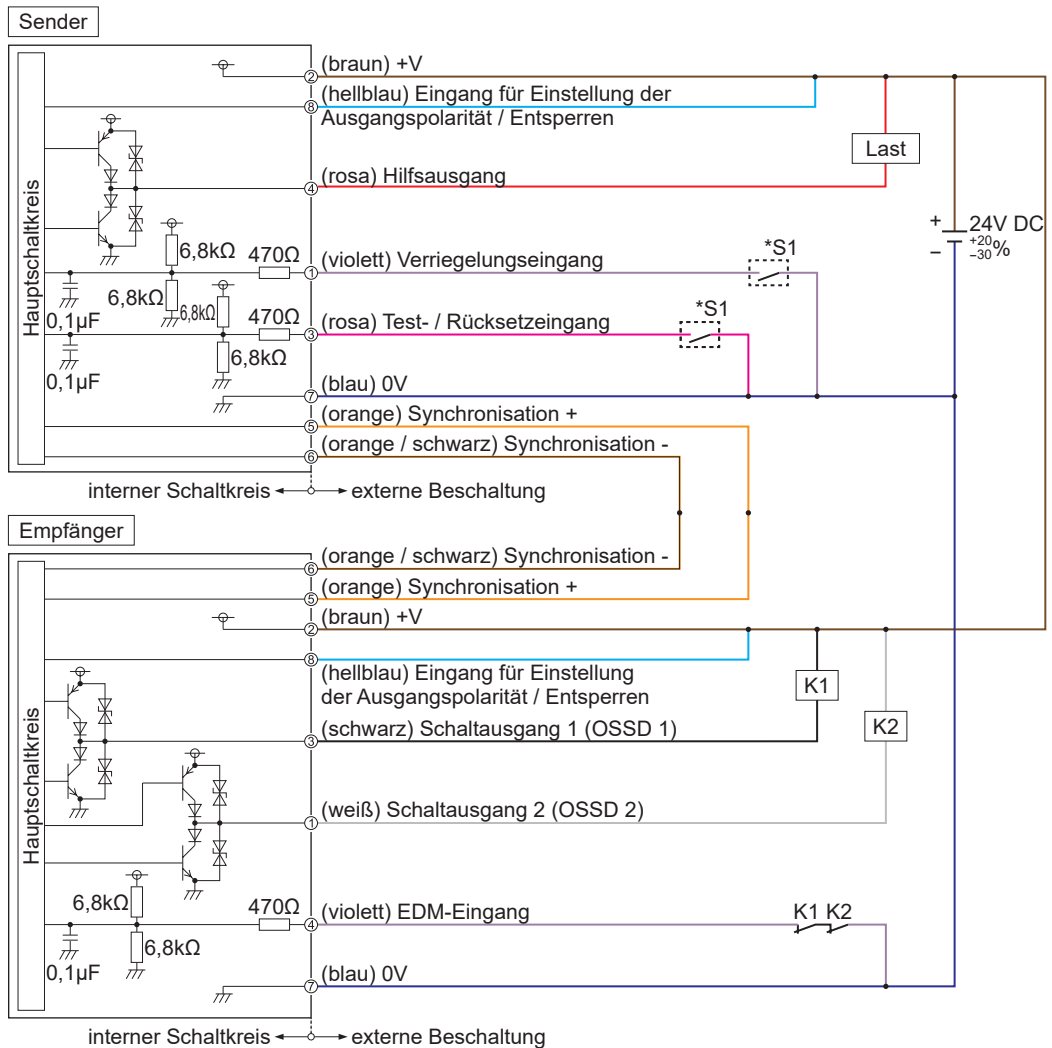 Sender
(braun) +V
2
(hellblau) Eingang für Einstellung der
8
Ausgangspolarität / Entsperren
Last
(rosa) Hilfsausgang
4
Hauptschaltkreis
+ 24V DC
− +20 −30 %
6,8kΩ
470Ω
(violett) Verriegelungseingang
*S1
1
6,8kΩ
0,1µF
6,8kΩ
470Ω
(rosa) Test- / Rücksetzeingang
*S1
3
6,8kΩ
0,1µF
(blau) 0V
7
(orange) Synchronisation +
5
(orange / schwarz) Synchronisation -
6
interner Schaltkreis externe Beschaltung
Empfänger
(orange / schwarz) Synchronisation -
6
(orange) Synchronisation +
5
(braun) +V
2
8
(hellblau) Eingang für Einstellung
der Ausgangspolarität / Entsperren
K1
K2
(schwarz) Schaltausgang 1 (OSSD 1)
3
Hauptschaltkreis
(weiß) Schaltausgang 2 (OSSD 2)
1
6,8kΩ
470Ω
(violett) EDM-Eingang
K1 K2
4
6,8kΩ
0,1µF
(blau) 0V
7
interner Schaltkreis externe Beschaltung